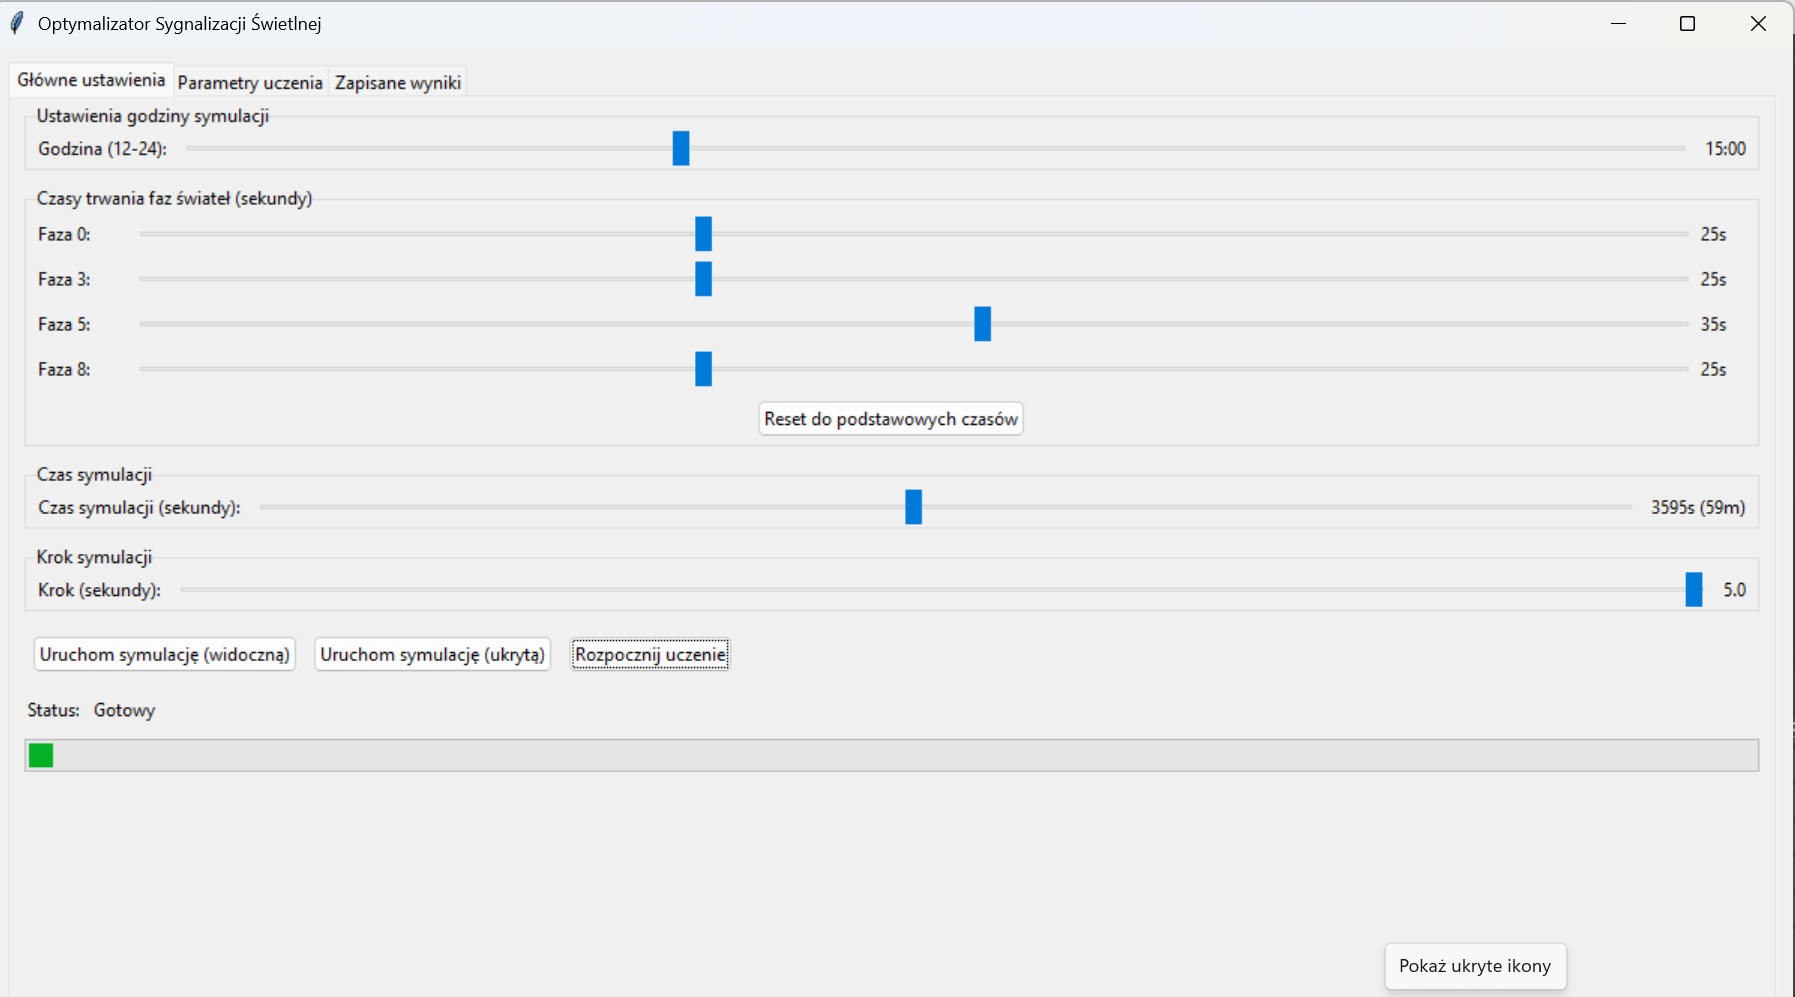 Optymalizator Sygnalizacji Świetlnej
Główne ustawienia Parametry uczenia Zapisane wyniki
Ustawienia godziny symulacji
Godzina (12-24): 15:00
Czasy trwania faz świateł (sekundy)
Faza 0: 25s
Faza 3: 25s
Faza 5: 35s
Faza 8: 25s
Reset do podstawowych czasów
Czas symulacji
Czas symulacji (sekundy): 3595s (59m)
Krok symulacji
Krok (sekundy): 5.0
Uruchom symulację (widoczną) Uruchom symulację (ukrytą) Rozpocznij uczenie
Status: Gotowy
Pokaż ukryte ikony